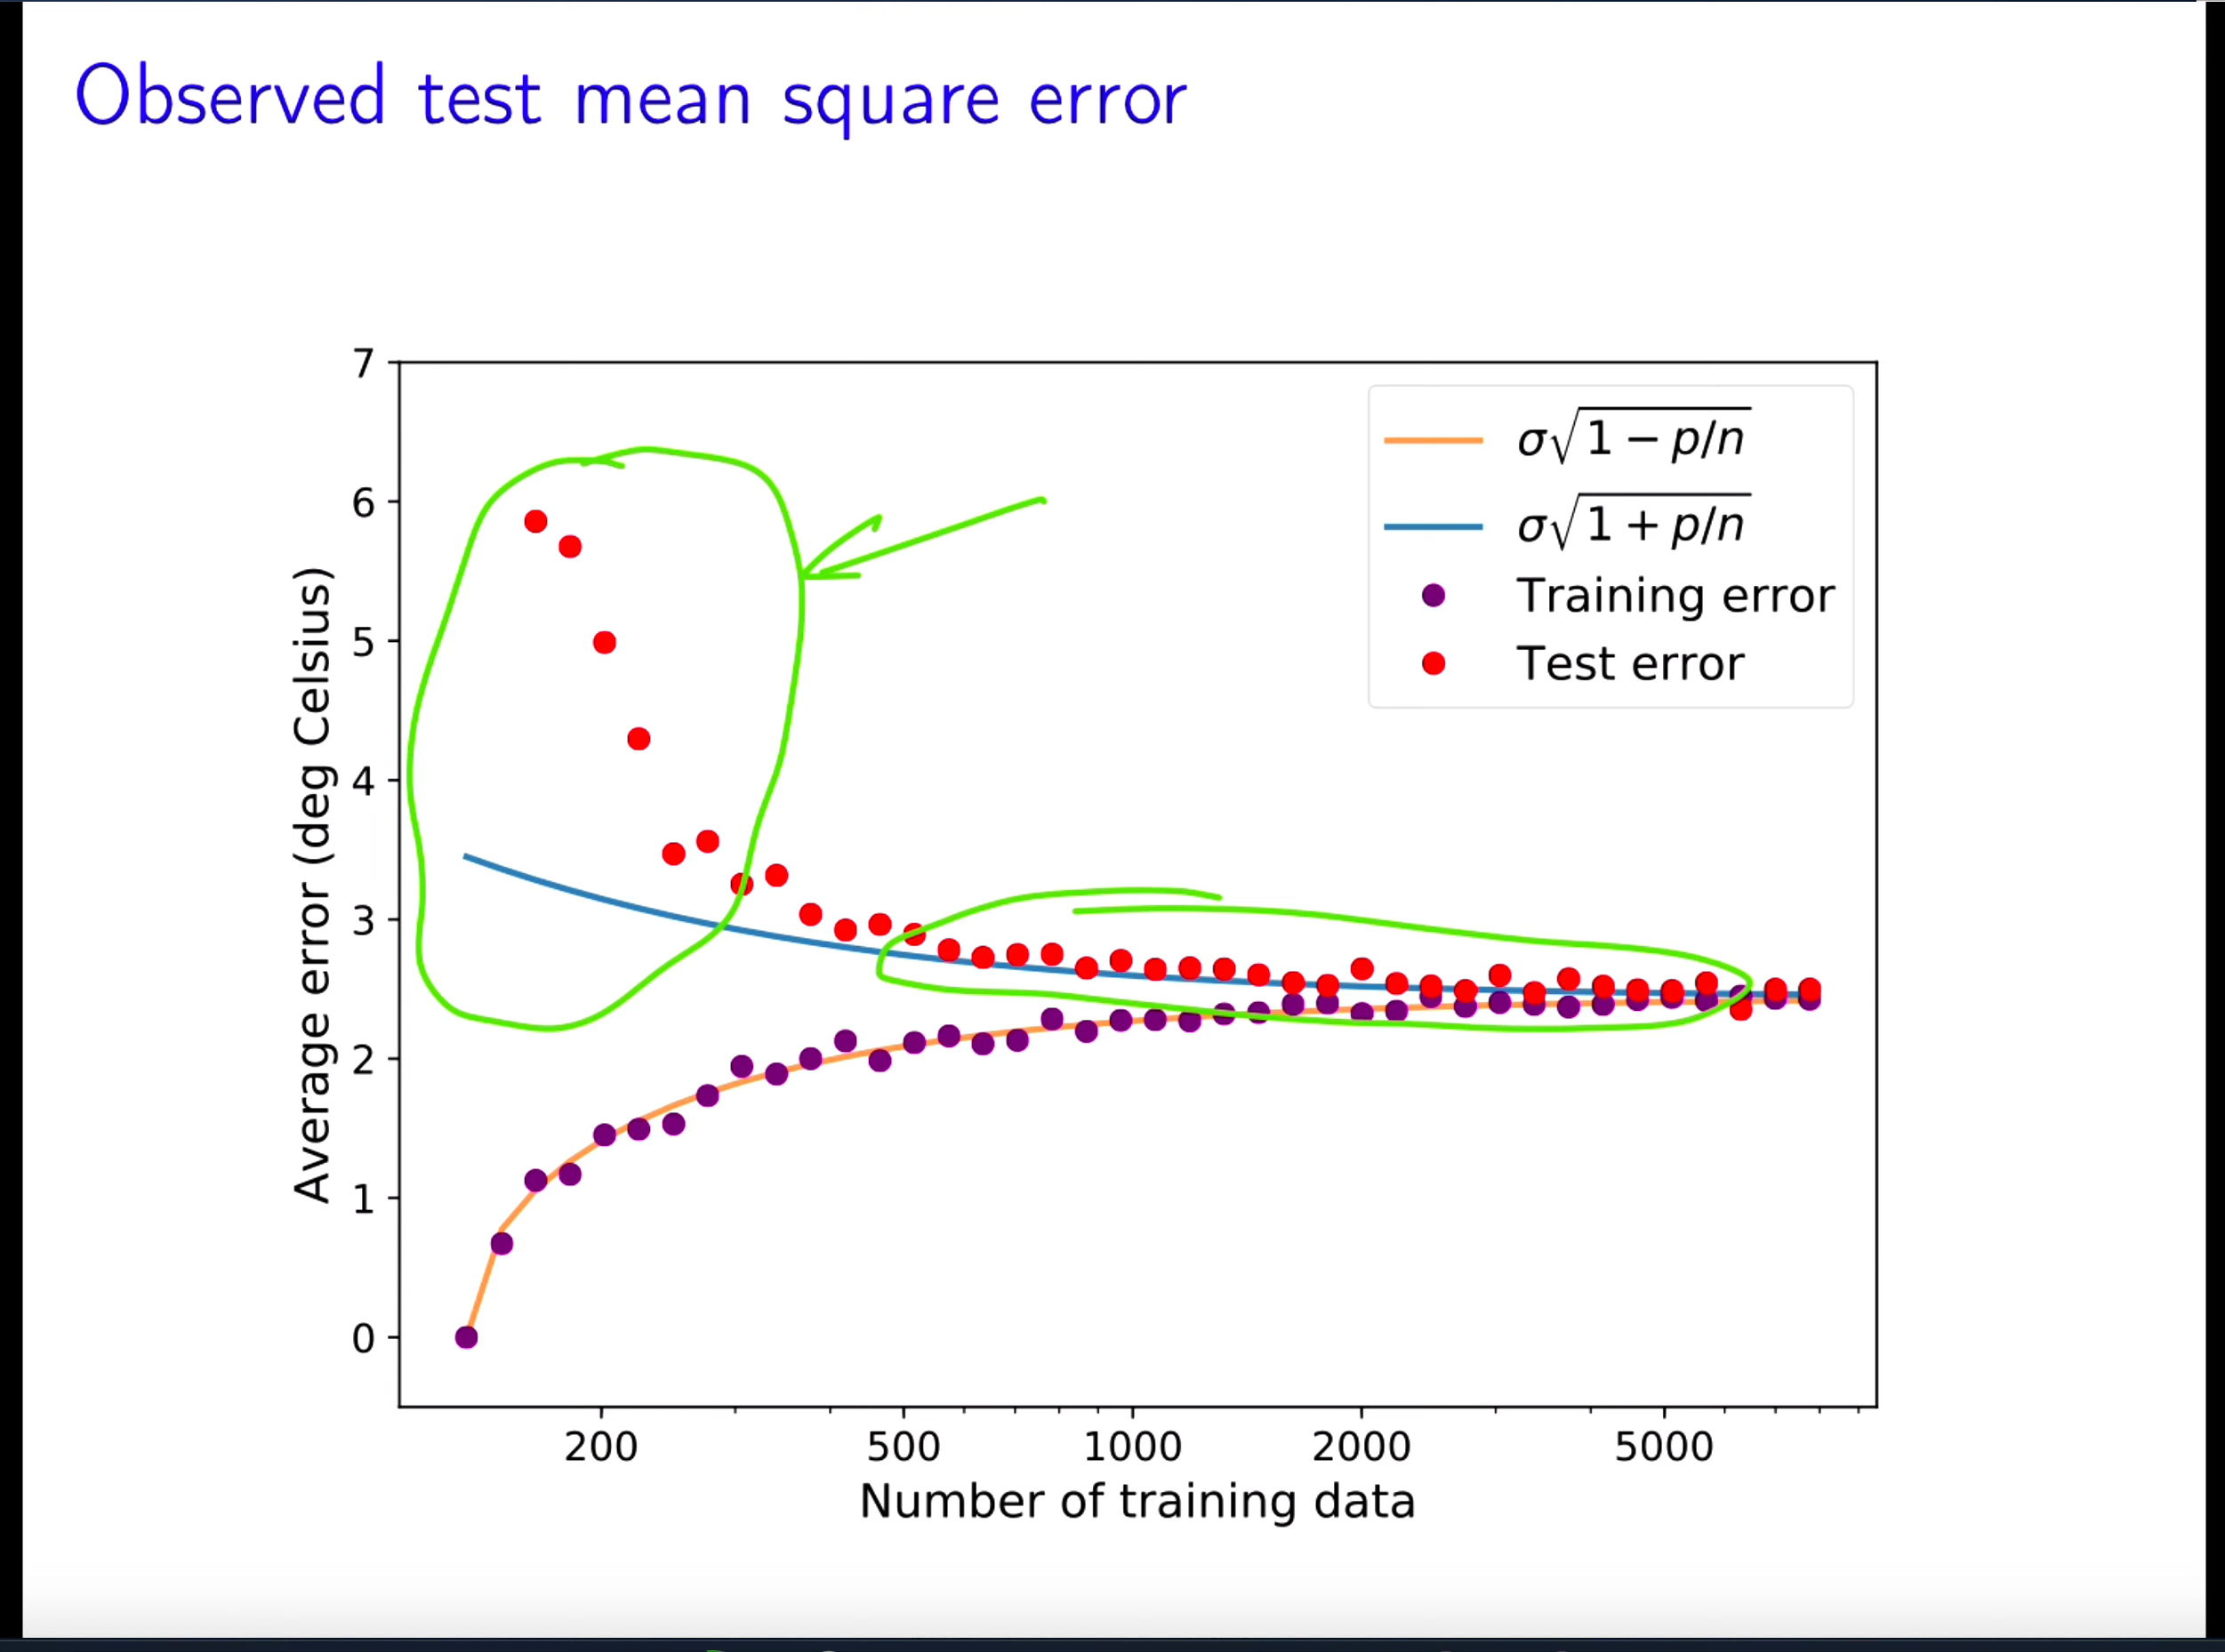 Observed test mean square error
7
6
5
4
3
2
1
0
Average error (deg Celsius)
σ√1 − p/n
σ√1 + p/n
Training error
Test error
200 500 1000 2000 5000
Number of training data